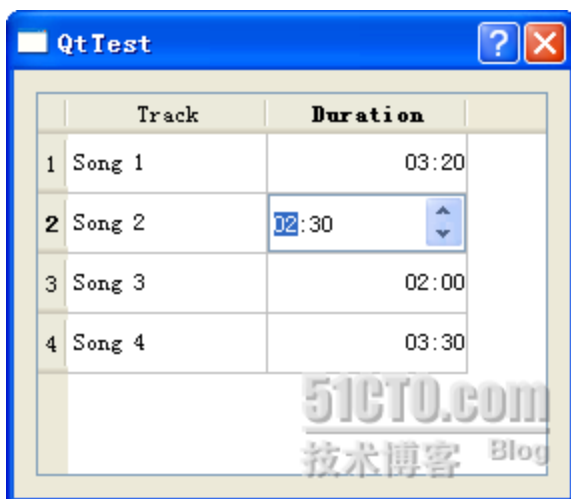 QtTest
Track Duration
1 Song 1 03:20
2 Song 2 02:30
3 Song 3 02:00
4 Song 4 03:30
51CTO.com
技术博客 Blog